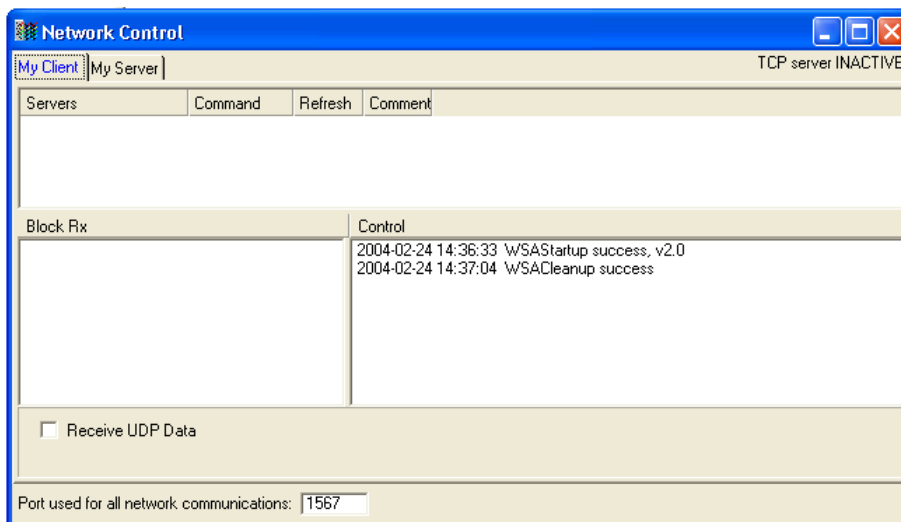 Network Control
My Client My Server TCP server INACTIVE
Servers Command Refresh Comment
Block Rx Control
2004-02-24 14:36:33 WSAStartup success, v2.0
2004-02-24 14:37:04 WSACleanup success
Receive UDP Data
Port used for all network communications: 1567